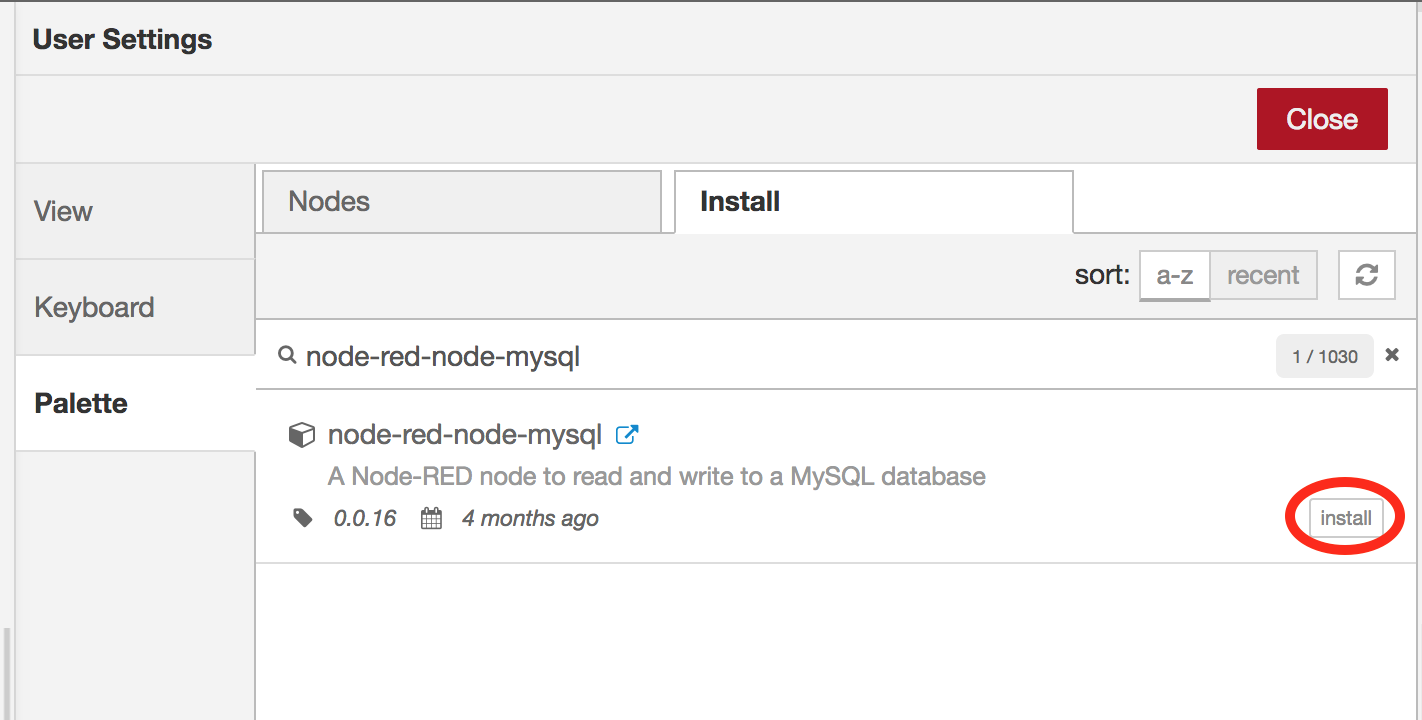 User Settings
Close
View
Keyboard
Palette
Nodes
Install
sort: a-z recent
node-red-node-mysql
1 / 1030
node-red-node-mysql
A Node-RED node to read and write to a MySQL database
0.0.16 4 months ago
install